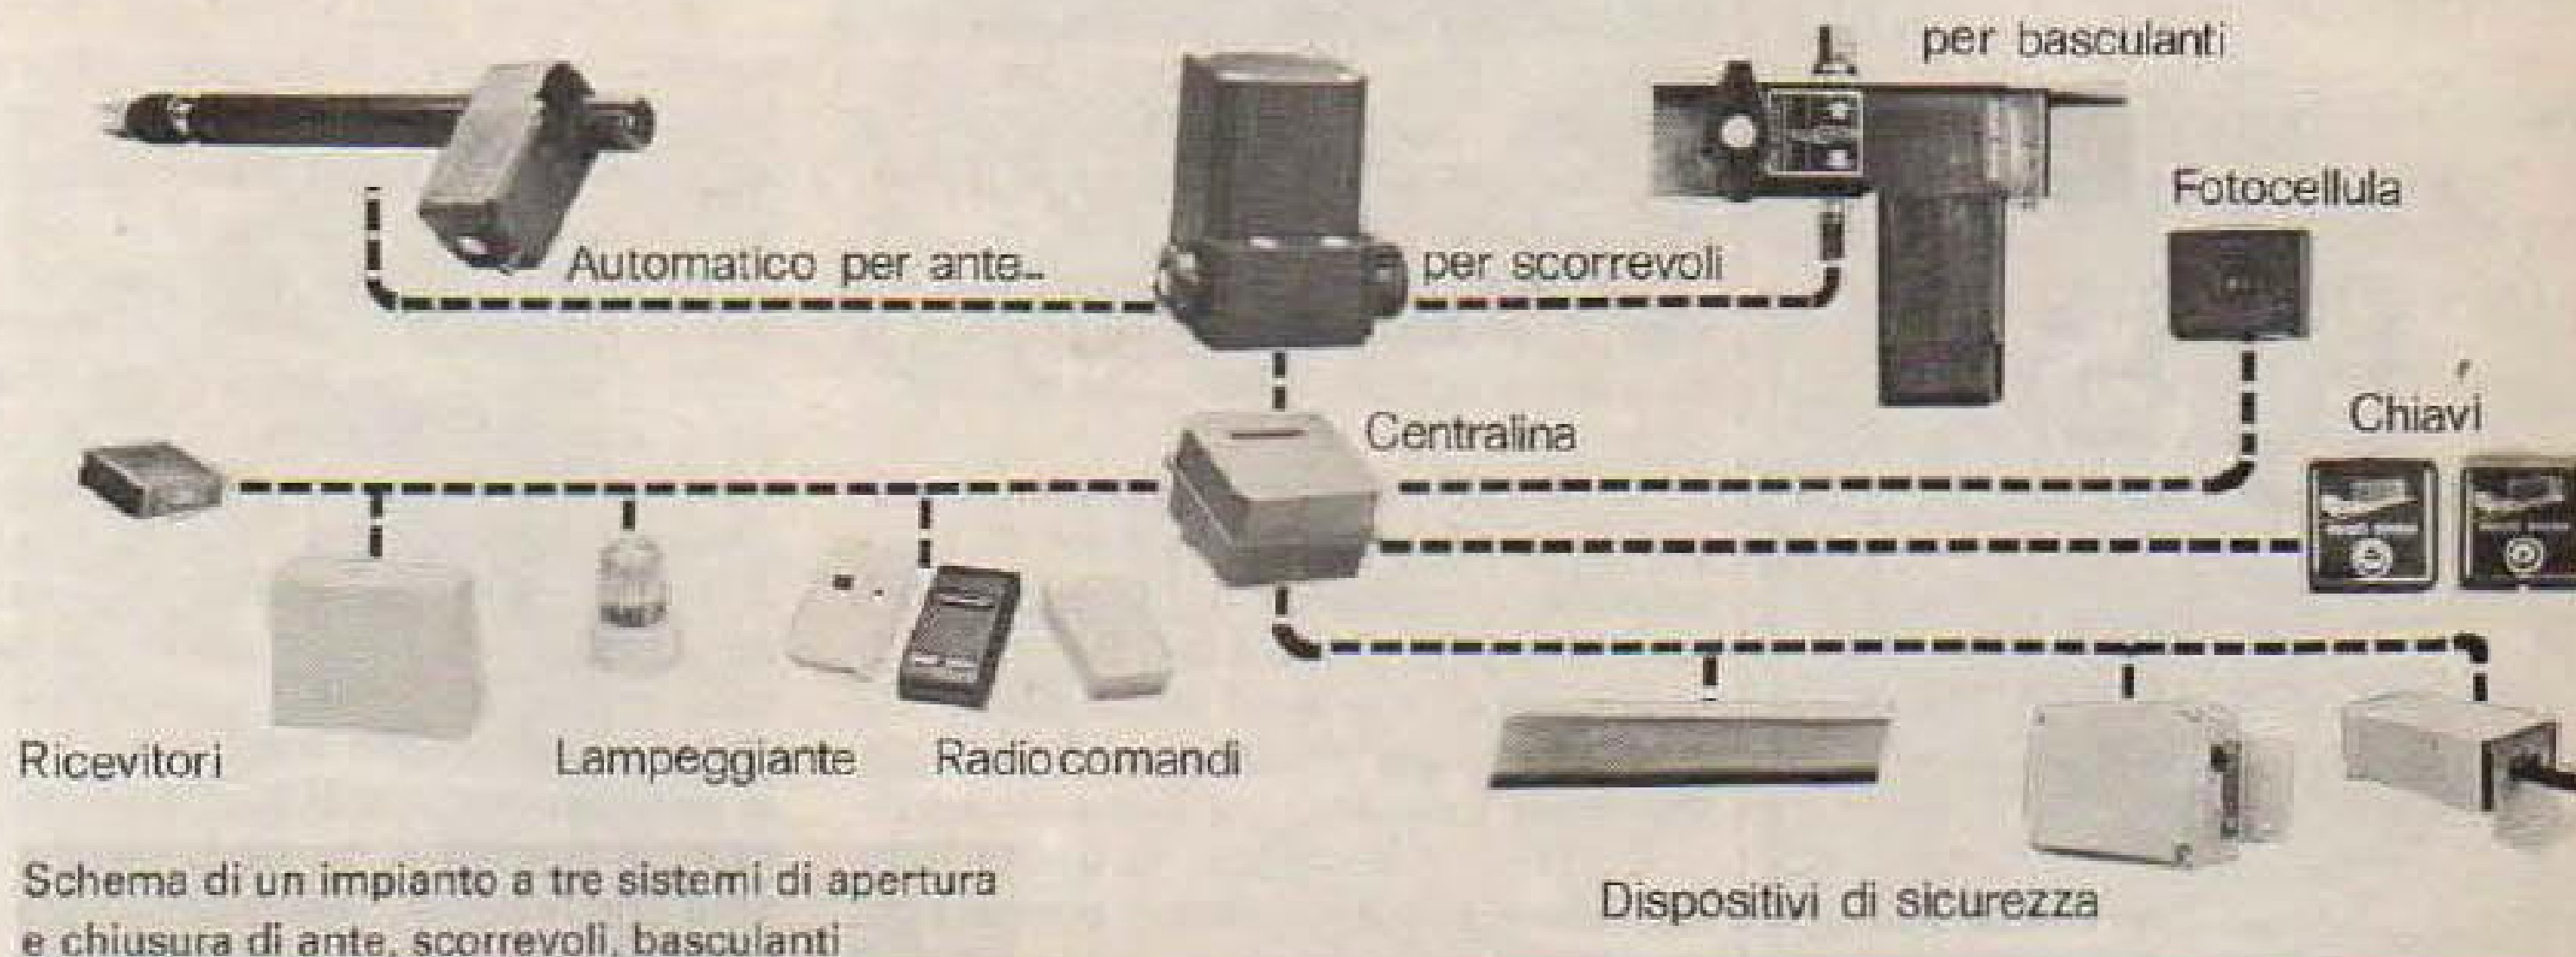 per basculanti
Fotocellula
Automatico per ante...
per scorrevoli
Chiavi
Centralina
Ricevitori
Lampeggiante
Radiocomandi
Dispositivi di sicurezza
Schema di un impianto a tre sistemi di apertura
e chiusura di ante, scorrevoli, basculanti